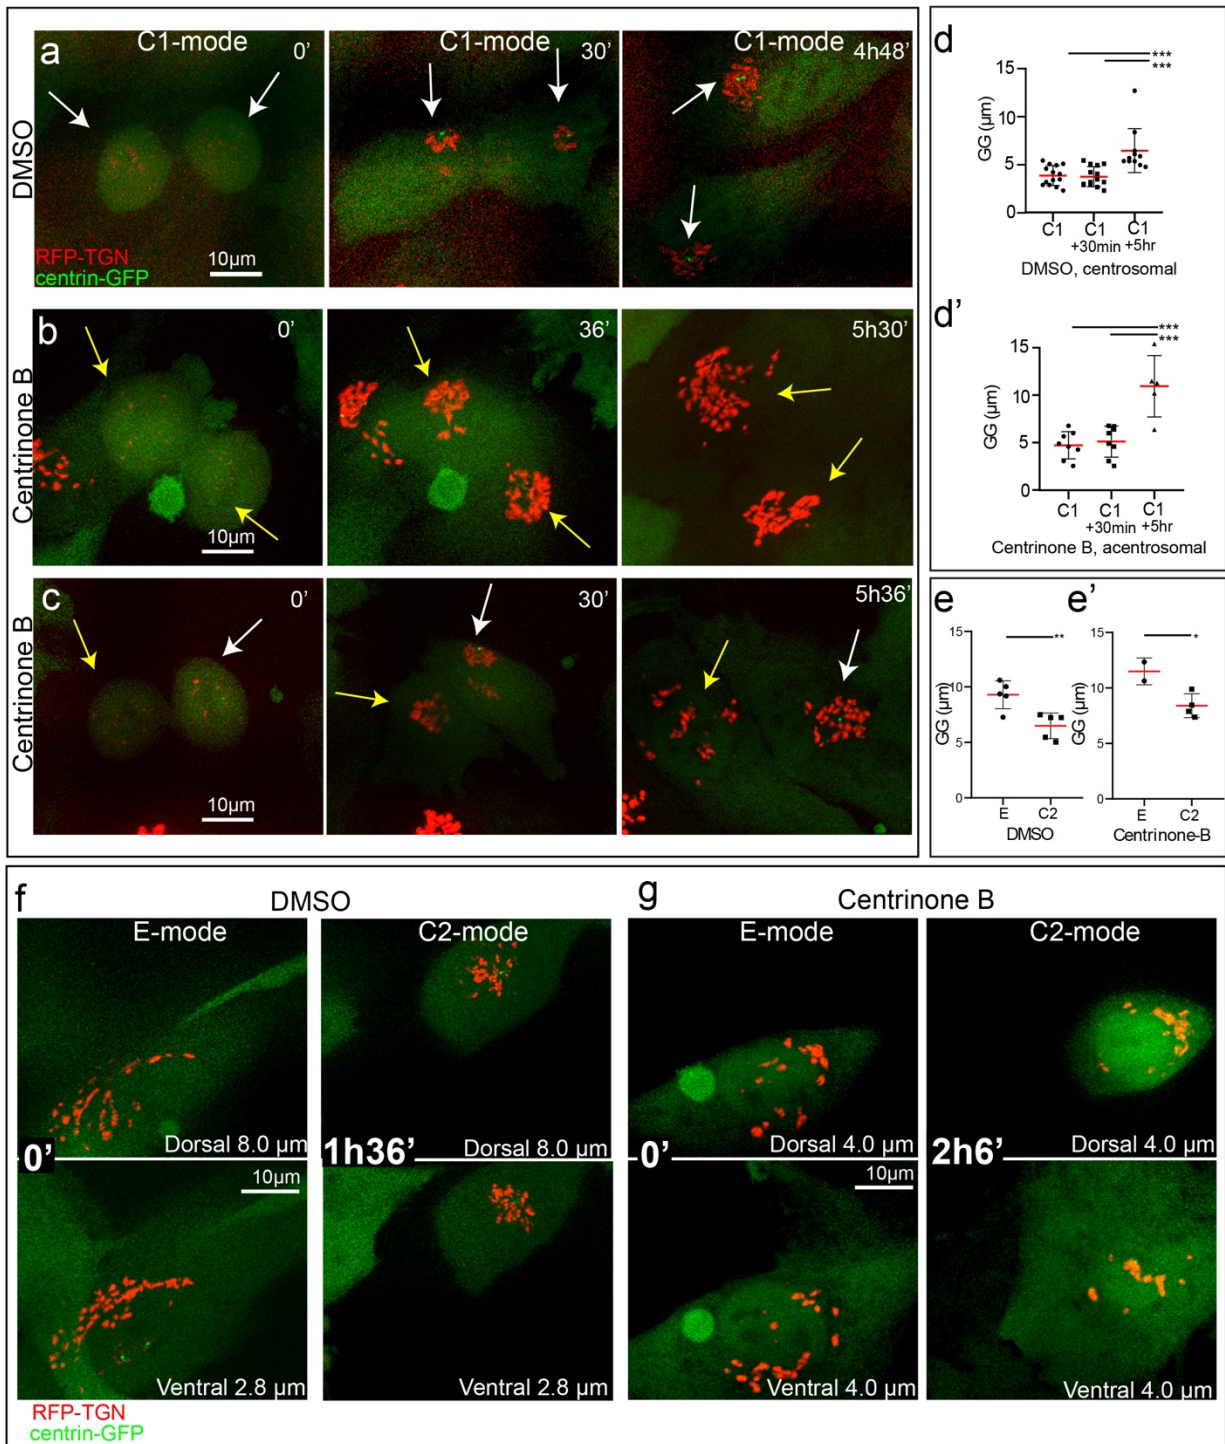 a
C1-mode
0’
C1-mode
30’
C1-mode
4h48’
DMSO
RFP-TGN
centrin-GFP
10µm
b
0’
36’
5h30’
Centrinone B
10µm
c
0’
30’
5h36’
Centrinone B
10µm
d
***
***
15
10
5
0
GG (µm)
C1
C1
C1
+30min
+5hr
DMSO, centrosomal
d’
***
***
15
10
5
0
GG (µm)
C1
C1
C1
+30min
+5hr
Centrinone B, acentrosomal
e
**
15
10
5
0
GG (µm)
E
C2
DMSO
e’
*
15
10
5
0
GG (µm)
E
C2
Centrinone-B
f
DMSO
E-mode
C2-mode
Dorsal 8.0 µm
Dorsal 8.0 µm
0’
1h36’
10µm
Ventral 2.8 µm
Ventral 2.8 µm
RFP-TGN
centrin-GFP
g
Centrinone B
E-mode
C2-mode
Dorsal 4.0 µm
Dorsal 4.0 µm
0’
2h6’
10µm
Ventral 4.0 µm
Ventral 4.0 µm